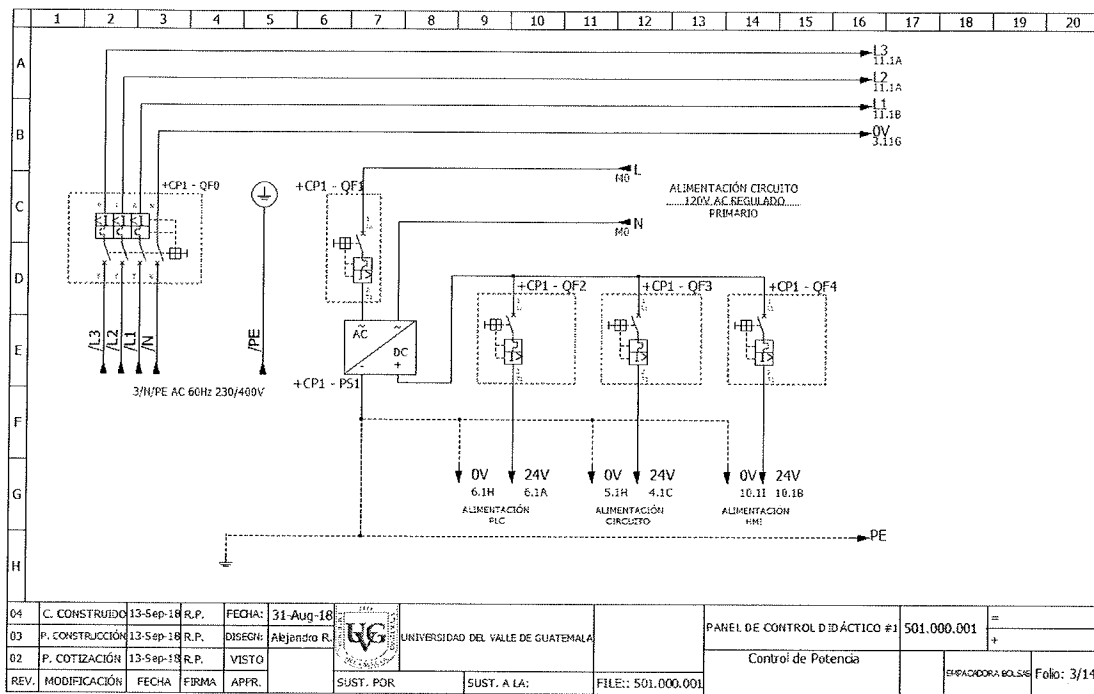 1 2 3 4 5 6 7 8 9 10 11 12 13 14 15 16 17 18 19 20
A
B
C
D
E
F
G
H
L3
11.1A
L2
11.1A
L1
11.1B
0V
3.11G
L
M0
N
M0
ALIMENTACIÓN CIRCUITO
120V AC REGULADO
PRIMARIO
+CP1 - QF0
+CP1 - QF1
+CP1 - QF2
+CP1 - QF3
+CP1 - QF4
/L3
/L2
/L1
/N
/PE
3/N/PE AC 60Hz 230/400V
AC
DC
-
+
+CP1 - PS1
0V 24V
6.1H 6.1A
ALIMENTACIÓN
PLC
0V 24V
5.1H 4.1C
ALIMENTACIÓN
CIRCUITO
0V 24V
10.1I 10.1B
ALIMENTACION
HMI
PE
04 C. CONSTRUIDO 13-Sep-18 R.P. FECHA: 31-Aug-18
03 P. CONSTRUCCIÓN 13-Sep-18 R.P. DISEGN: Alejandro R.
02 P. COTIZACIÓN 13-Sep-18 R.P. VISTO
REV. MODIFICACIÓN FECHA FIRMA APPR.
UVG
UNIVERSIDAD DEL VALLE DE GUATEMALA
SUST. POR SUST. A LA: FILE:: 501.000.001
PANEL DE CONTROL DIDÁCTICO #1 501.000.001
=
+
Control de Potencia
EMPACADORA BOLSAS Folio: 3/14